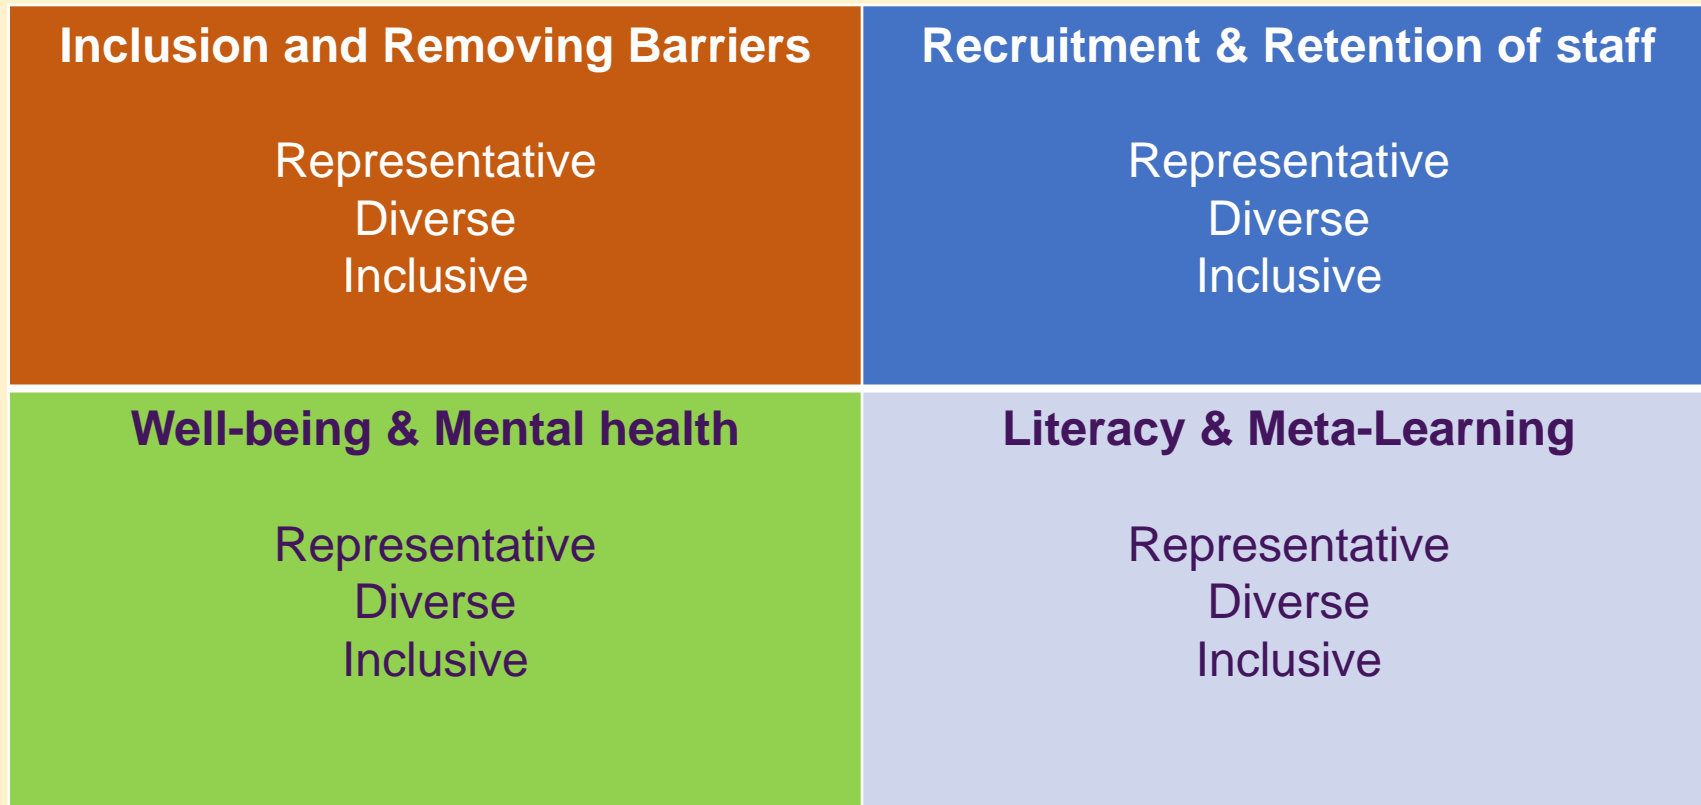 Inclusion and Removing Barriers
Representative
Diverse
Inclusive
Recruitment & Retention of staff
Representative
Diverse
Inclusive
Well-being & Mental health
Representative
Diverse
Inclusive
Literacy & Meta-Learning
Representative
Diverse
Inclusive